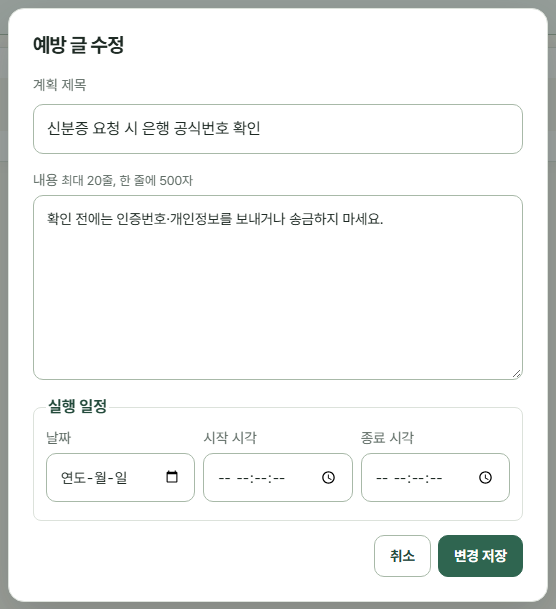 예방 글 수정
계획 제목
신분증 요청 시 은행 공식번호 확인
내용 최대 20줄, 한 줄에 500자
확인 전에는 인증번호·개인정보를 보내거나 송금하지 마세요.
실행 일정
날짜 시작 시각 종료 시각
연도-월-일 -- --:--:-- -- --:--:--
취소 변경 저장